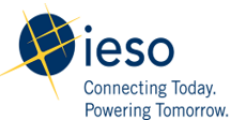 ieso
Connecting Today.
Powering Tomorrow.